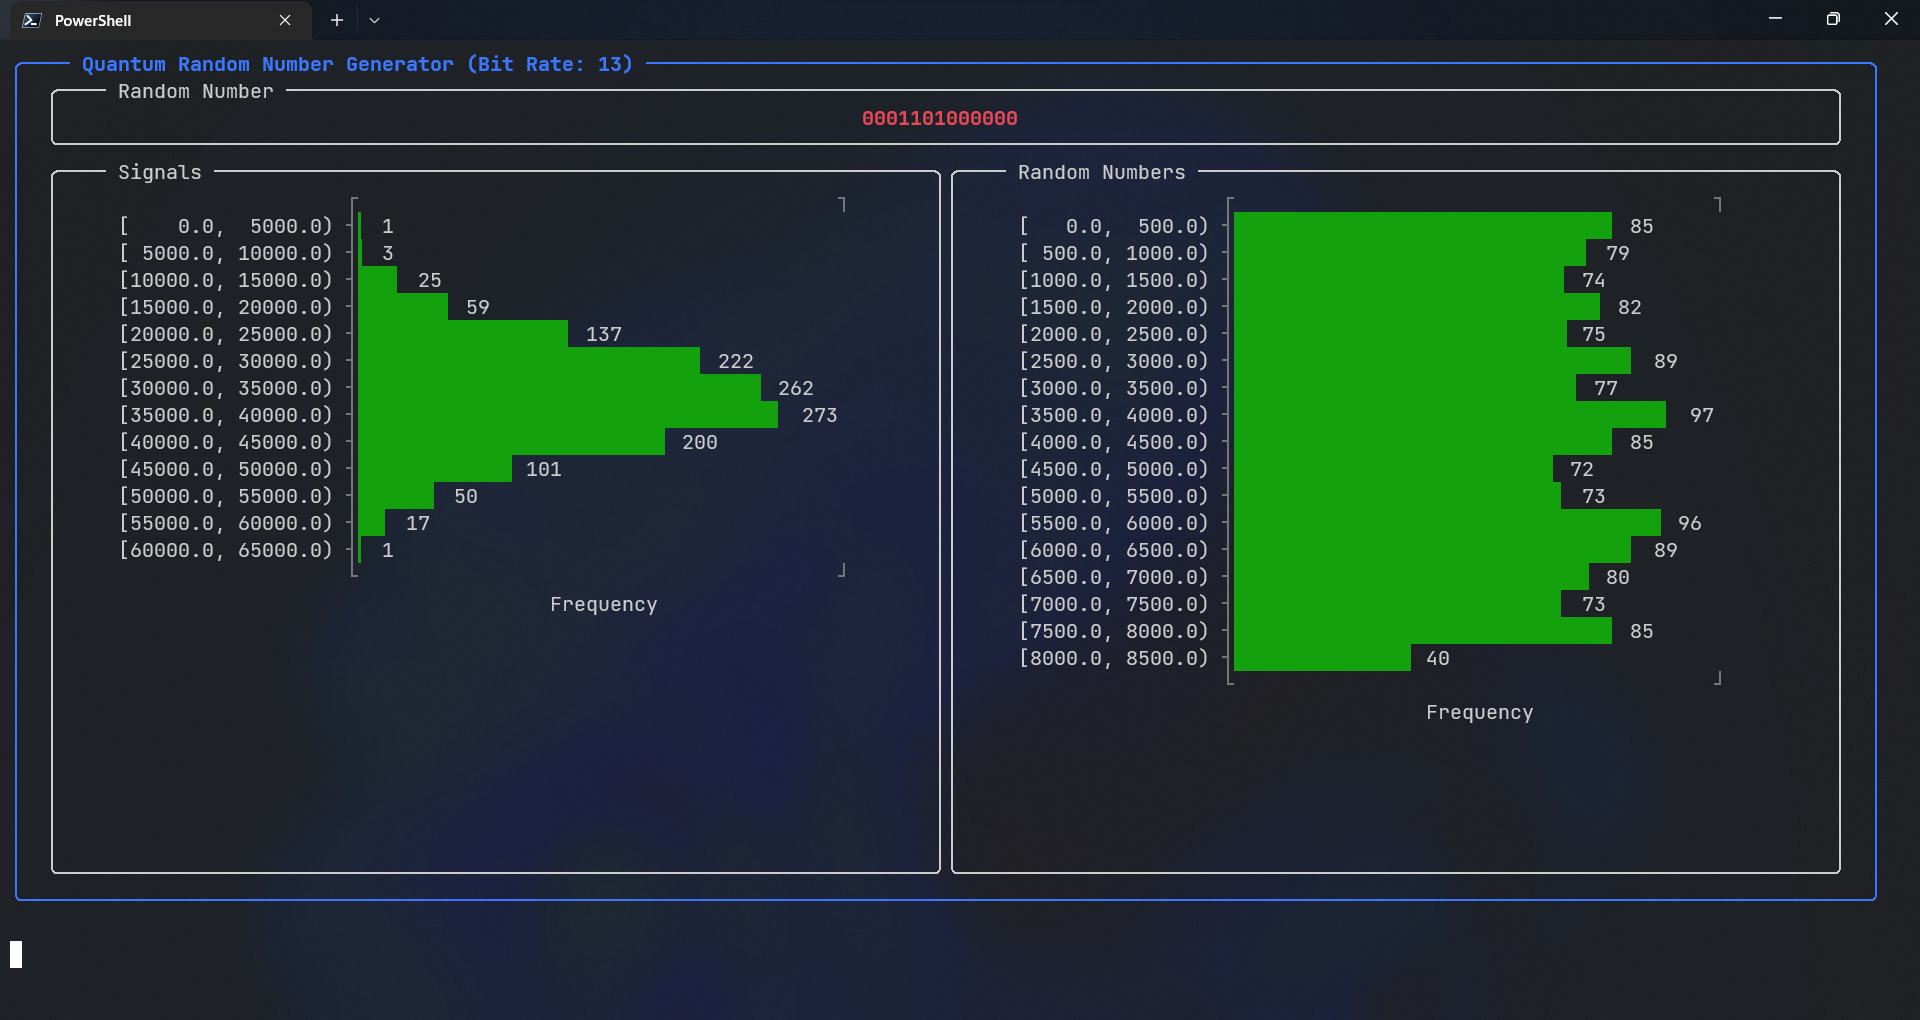 PowerShell
Quantum Random Number Generator (Bit Rate: 13)
Random Number
0001101000000
Signals
[    0.0,  5000.0) 1
[ 5000.0, 10000.0) 3
[10000.0, 15000.0) 25
[15000.0, 20000.0) 59
[20000.0, 25000.0) 137
[25000.0, 30000.0) 222
[30000.0, 35000.0) 262
[35000.0, 40000.0) 273
[40000.0, 45000.0) 200
[45000.0, 50000.0) 101
[50000.0, 55000.0) 50
[55000.0, 60000.0) 17
[60000.0, 65000.0) 1
Frequency
Random Numbers
[   0.0,  500.0) 85
[ 500.0, 1000.0) 79
[1000.0, 1500.0) 74
[1500.0, 2000.0) 82
[2000.0, 2500.0) 75
[2500.0, 3000.0) 89
[3000.0, 3500.0) 77
[3500.0, 4000.0) 97
[4000.0, 4500.0) 85
[4500.0, 5000.0) 72
[5000.0, 5500.0) 73
[5500.0, 6000.0) 96
[6000.0, 6500.0) 89
[6500.0, 7000.0) 80
[7000.0, 7500.0) 73
[7500.0, 8000.0) 85
[8000.0, 8500.0) 40
Frequency